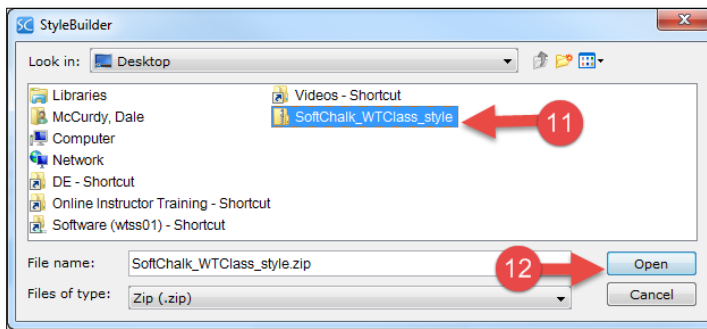 SC StyleBuilder
Look in: Desktop
Libraries
McCurdy, Dale
Computer
Network
DE - Shortcut
Online Instructor Training - Shortcut
Software (wtss01) - Shortcut
Videos - Shortcut
SoftChalk_WTClass_style
11
File name: SoftChalk_WTClass_style.zip
12
Open
Files of type: Zip (.zip)
Cancel